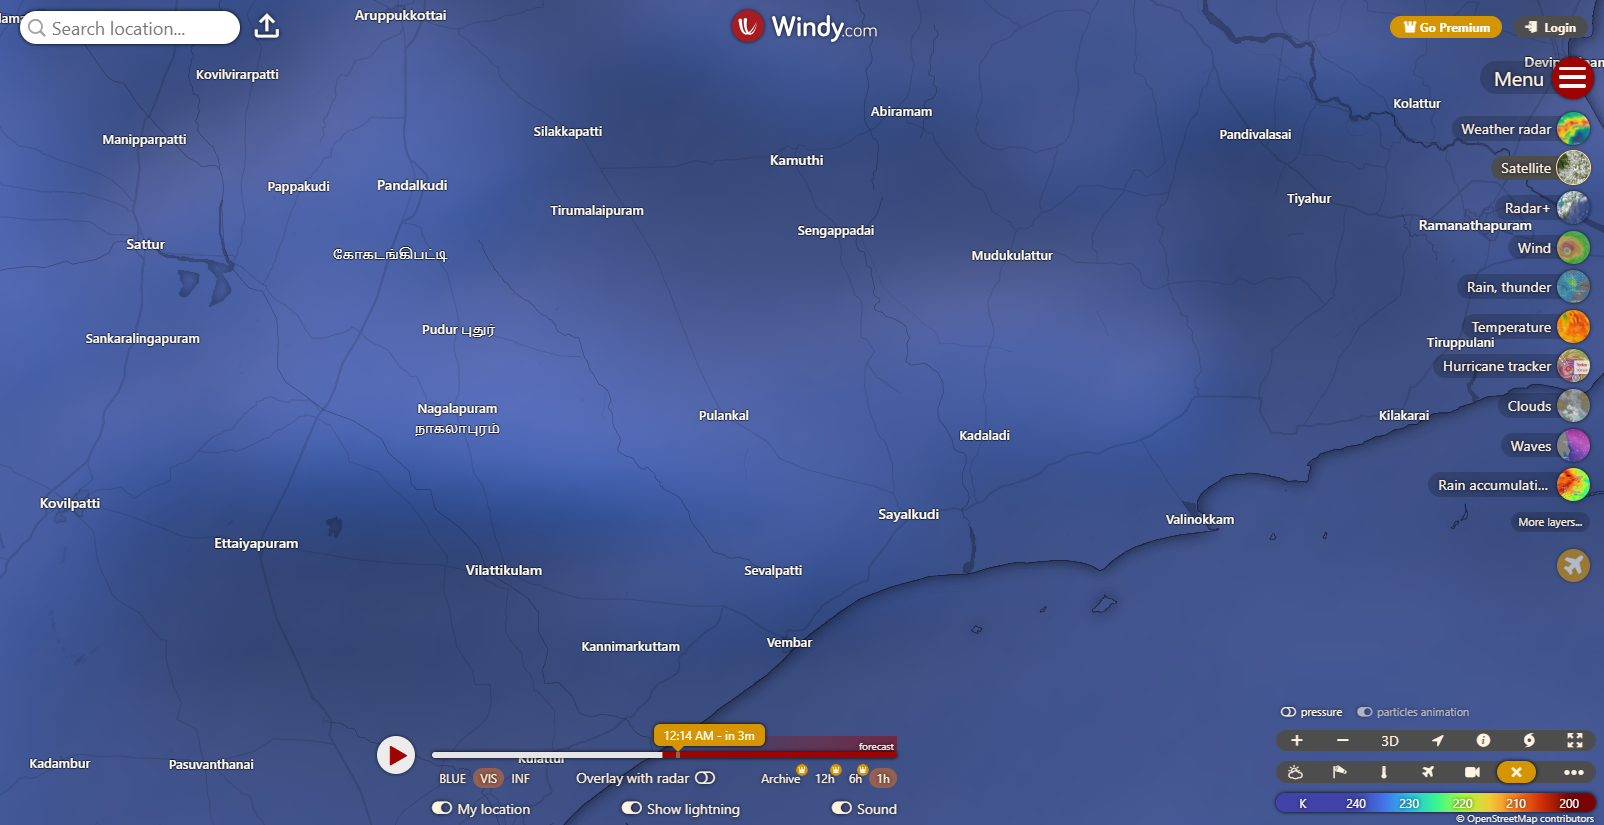 Aruppukkottai
Search location...
Windy.com
Go Premium
Login
Kovilvirarpatti
Menu
Kolattur
Abiramam
Weather radar
Silakkapatti
Pandivalasai
Manipparpatti
Kamuthi
Satellite
Pappakudi
Pandalkudi
Tiyahur
Radar+
Tirumalaipuram
Ramanathapuram
Sengappadai
Sattur
Wind
கோகடங்கிபட்டி
Mudukulattur
Rain, thunder
Pudur புதுர்
Temperature
Sankaralingapuram
Tiruppulani
Hurricane tracker
Nagalapuram
நாகலாபுரம்
Clouds
Pulankal
Kilakarai
Kadaladi
Waves
Rain accumulati...
Kovilpatti
Sayalkudi
Valinokkam
More layers...
Ettaiyapuram
Vilattikulam
Sevalpatti
Kannimarkuttam
Vembar
pressure
particles animation
12:14 AM - in 3m
forecast
3D
Kadambur
Pasuvanthanai
BLUE VIS INF
Overlay with radar
Archive 12h 6h 1h
My location
Show lightning
Sound
K 240 230 220 210 200
© OpenStreetMap contributors